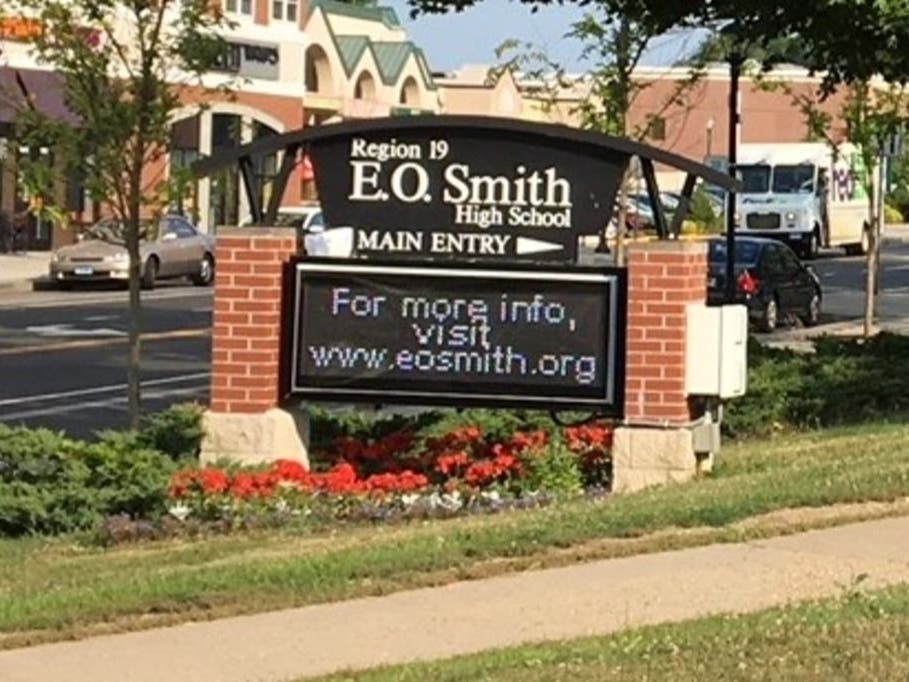 Region 19
E.O. Smith
High School
MAIN ENTRY
For more info,
visit
www.eosmith.org